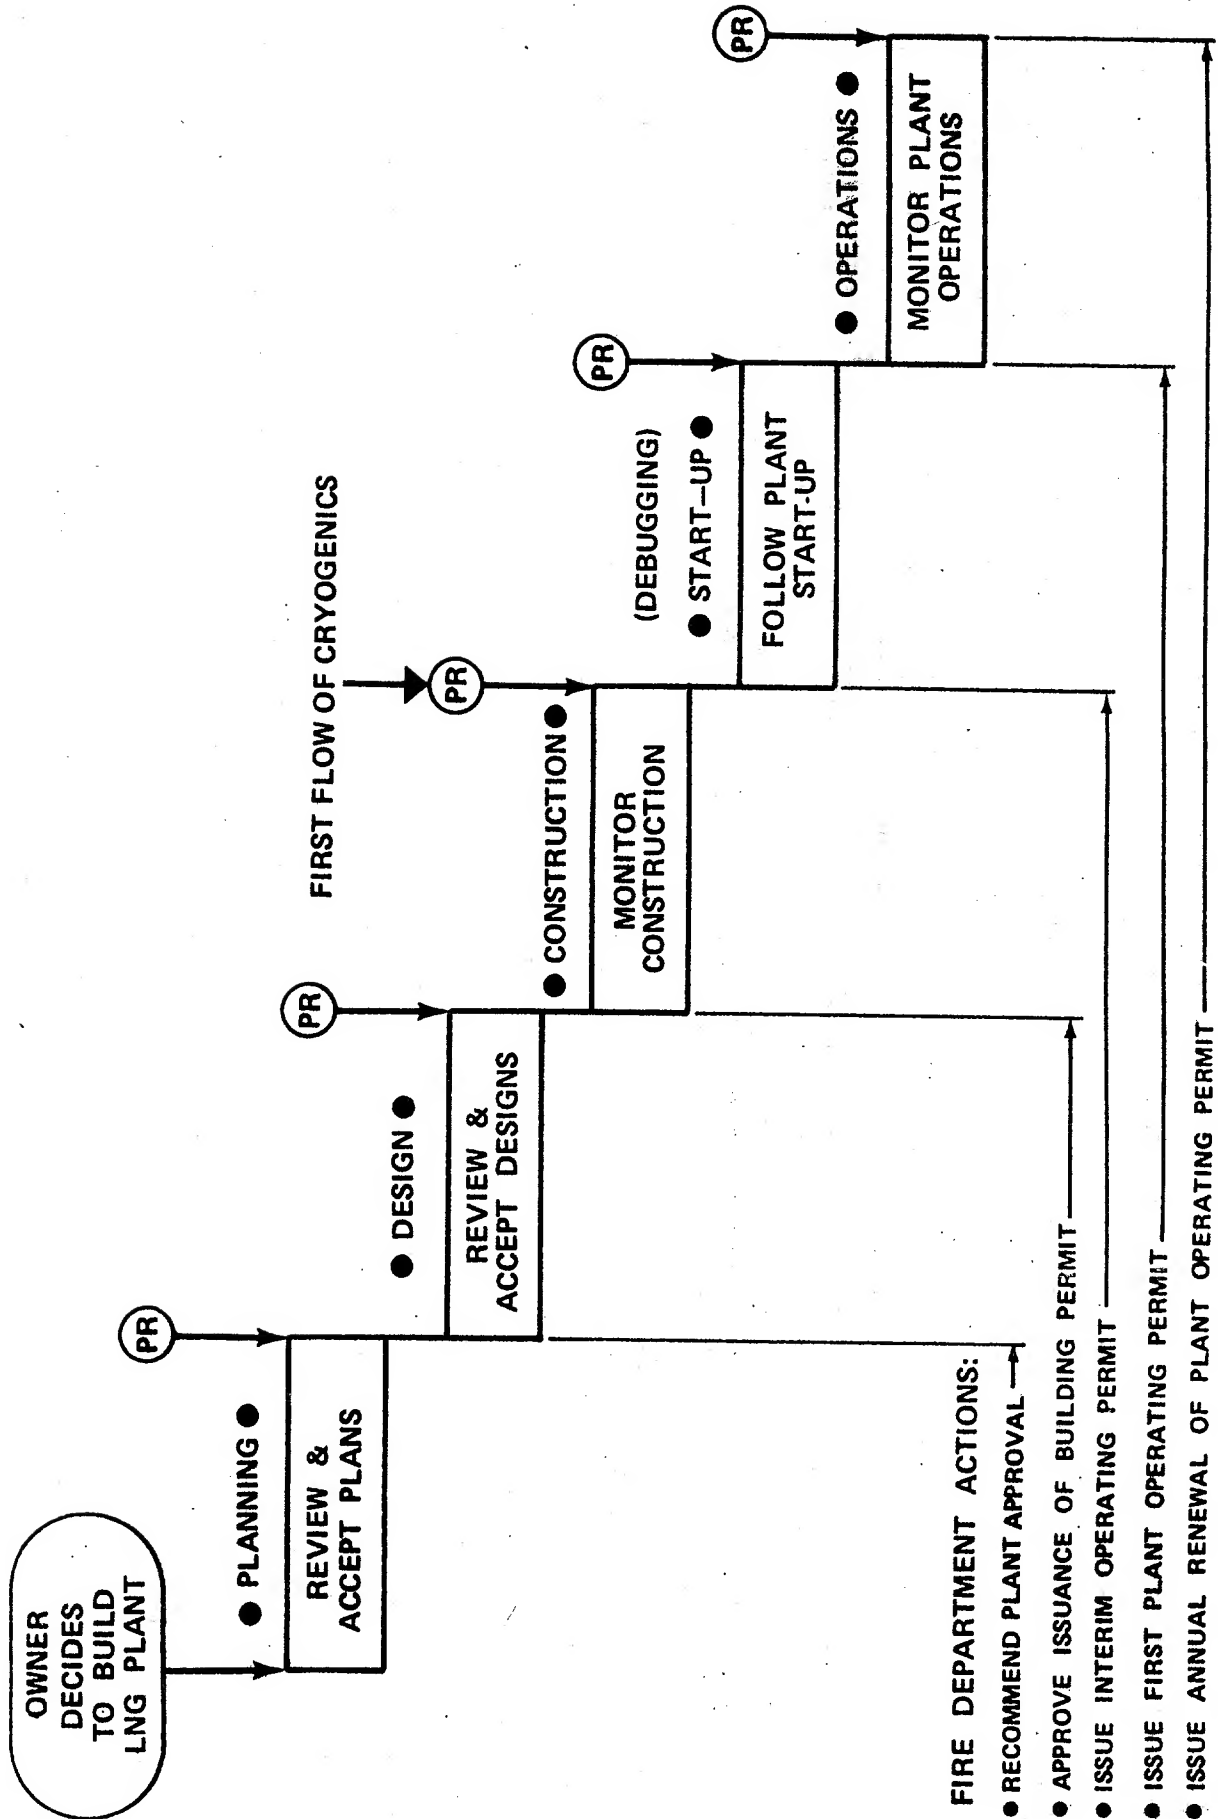 OWNER
DECIDES
TO BUILD
LNG PLANT
● PLANNING ●
PR
REVIEW &
ACCEPT PLANS
● DESIGN ●
PR
REVIEW &
ACCEPT DESIGNS
FIRST FLOW OF CRYOGENICS
● CONSTRUCTION ●
PR
MONITOR
CONSTRUCTION
(DEBUGGING)
● START–UP ●
PR
FOLLOW PLANT
START-UP
● OPERATIONS ●
PR
MONITOR PLANT
OPERATIONS
FIRE DEPARTMENT ACTIONS:
● RECOMMEND PLANT APPROVAL
● APPROVE ISSUANCE OF BUILDING PERMIT
● ISSUE INTERIM OPERATING PERMIT
● ISSUE FIRST PLANT OPERATING PERMIT
● ISSUE ANNUAL RENEWAL OF PLANT OPERATING PERMIT